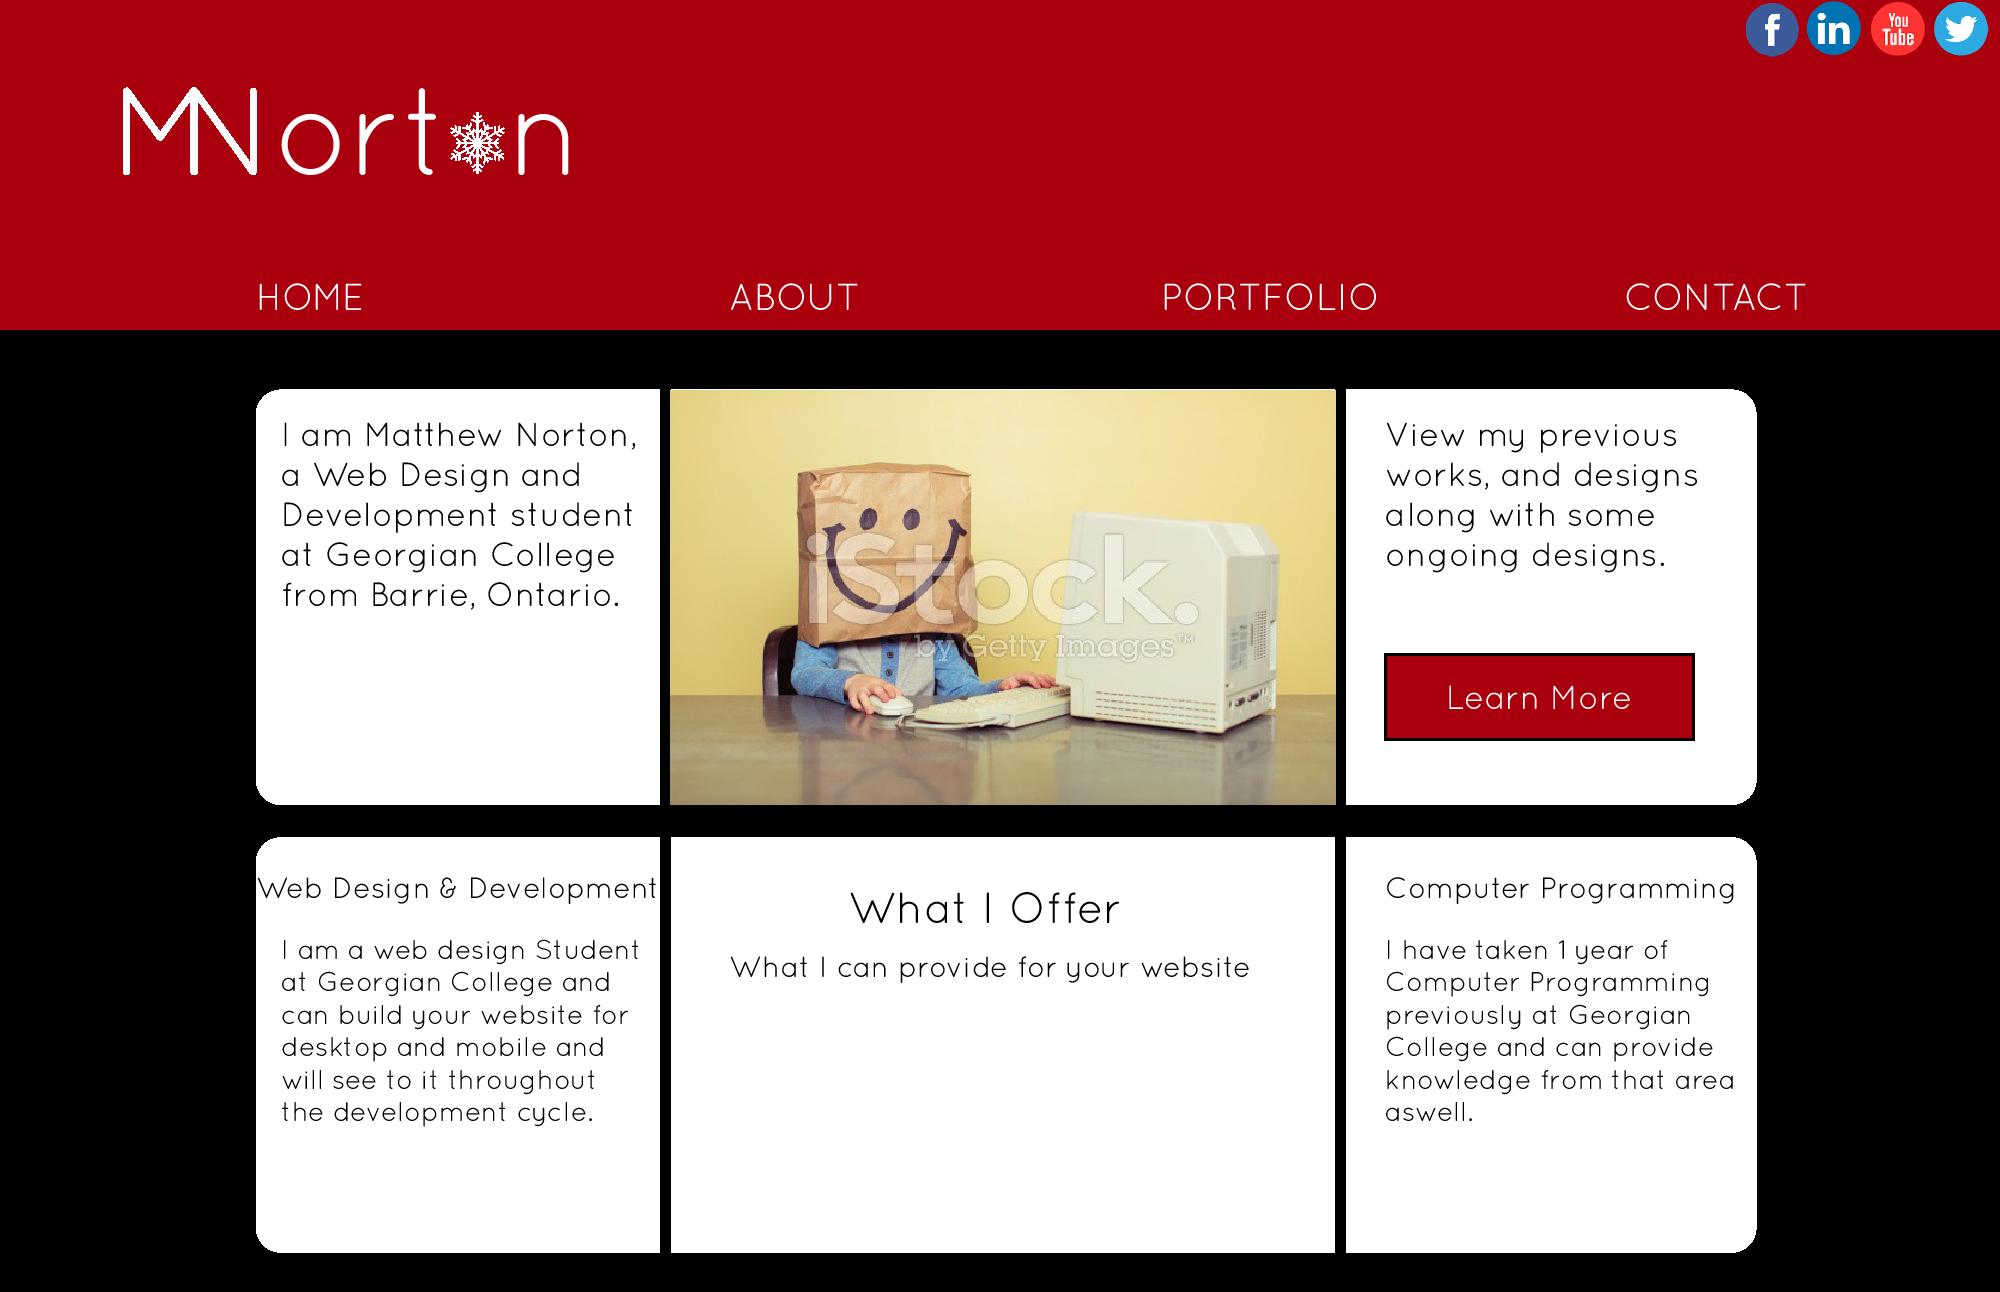 f in You Tube
MNorton
HOME ABOUT PORTFOLIO CONTACT
I am Matthew Norton,
a Web Design and
Development student
at Georgian College
from Barrie, Ontario.
iStock.
by Getty Images™
View my previous
works, and designs
along with some
ongoing designs.
Learn More
Web Design & Development
I am a web design Student
at Georgian College and
can build your website for
desktop and mobile and
will see to it throughout
the development cycle.
What I Offer
What I can provide for your website
Computer Programming
I have taken 1 year of
Computer Programming
previously at Georgian
College and can provide
knowledge from that area
aswell.